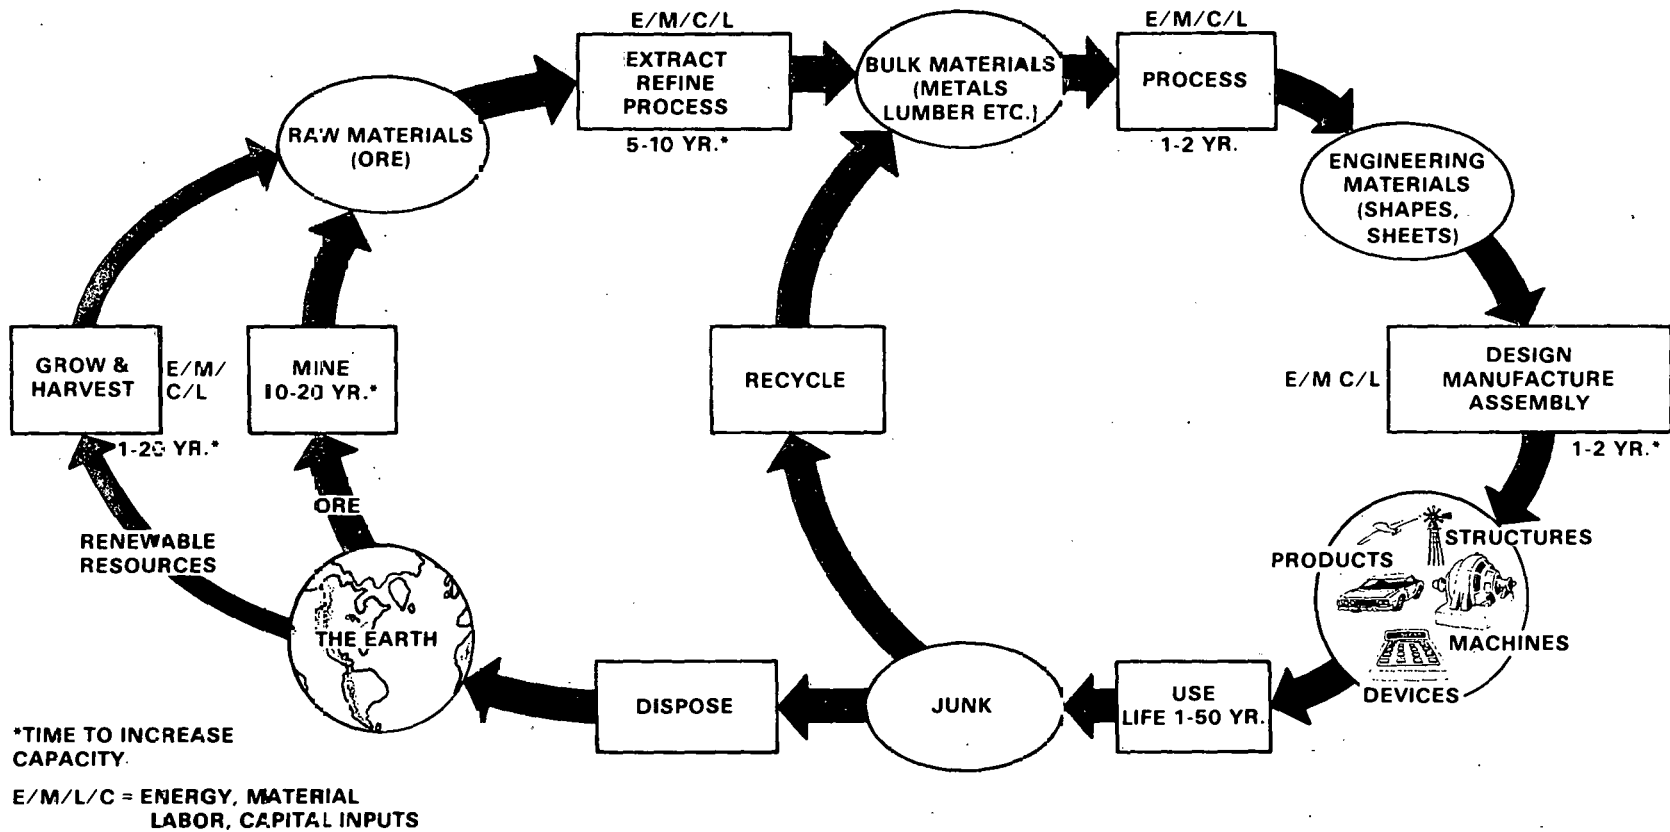 E/M/C/L
EXTRACT
REFINE
PROCESS
5-10 YR.*
BULK MATERIALS
(METALS
LUMBER ETC.)
E/M/C/L
PROCESS
1-2 YR.
RAW MATERIALS
(ORE)
ENGINEERING
MATERIALS
(SHAPES,
SHEETS)
GROW &
HARVEST
E/M/
C/L
1-20 YR.*
MINE
10-20 YR.*
RECYCLE
E/M C/L
DESIGN
MANUFACTURE
ASSEMBLY
1-2 YR.*
ORE
RENEWABLE
RESOURCES
THE EARTH
PRODUCTS
STRUCTURES
MACHINES
DEVICES
DISPOSE
JUNK
USE
LIFE 1-50 YR.
*TIME TO INCREASE
CAPACITY
E/M/L/C = ENERGY, MATERIAL
LABOR, CAPITAL INPUTS